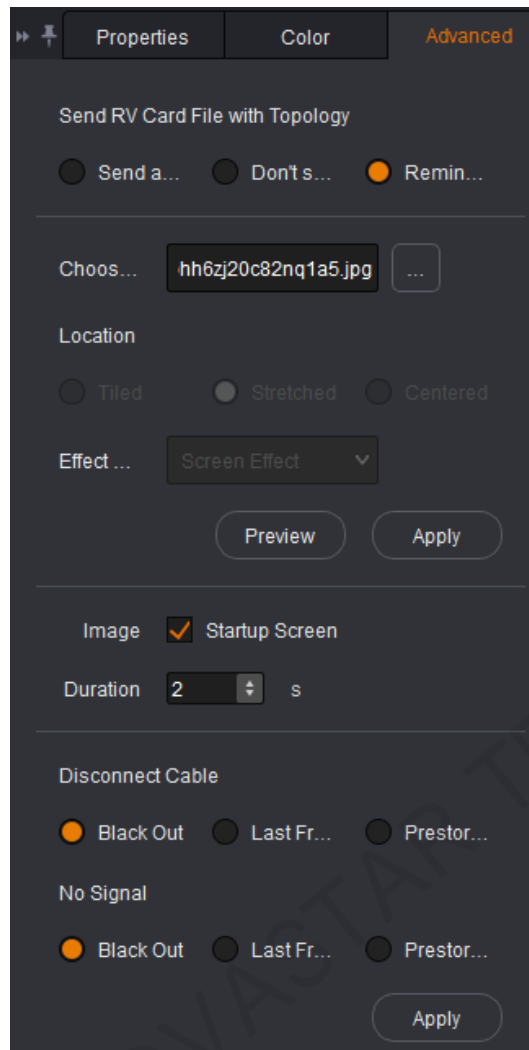 Properties Color Advanced
Send RV Card File with Topology
Send a... Don't s... Remin...
Choos... hh6zj20c82nq1a5.jpg ...
Location
Tiled Stretched Centered
Effect ... Screen Effect
Preview Apply
Image Startup Screen
Duration 2 s
Disconnect Cable
Black Out Last Fr... Prestor...
No Signal
Black Out Last Fr... Prestor...
Apply